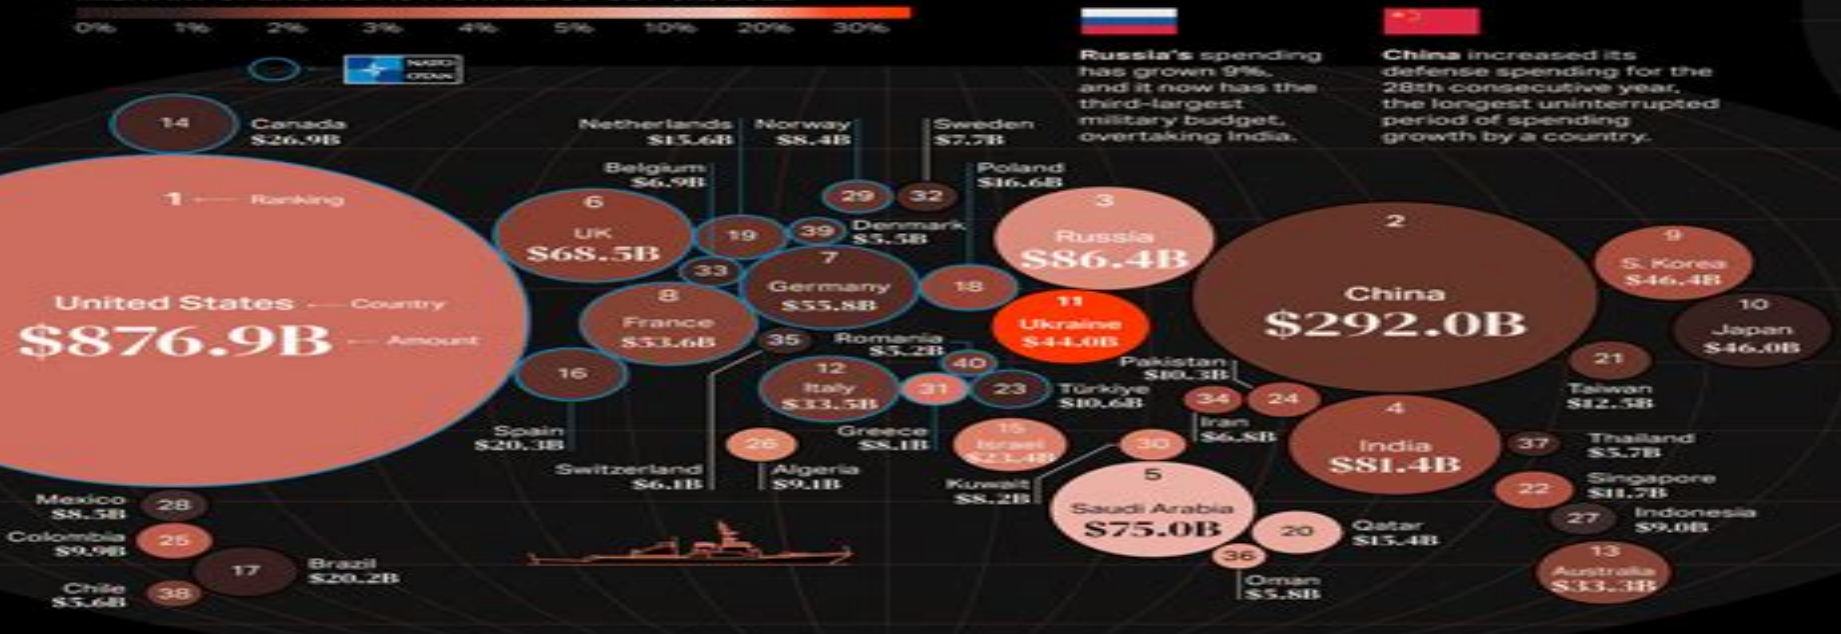 0% 1% 2% 3% 4% 5% 10% 20% 30%
NATO
OTAN
Russia's spending
has grown 9%,
and it now has the
third-largest
military budget,
overtaking India.
China increased its
defense spending for the
28th consecutive year,
the longest uninterrupted
period of spending
growth by a country.
14
Canada
$26.9B
1 Ranking
United States Country
$876.9B Amount
Netherlands
$15.6B
Norway
$8.4B
Sweden
$7.7B
Belgium
$6.9B
Poland
$16.6B
6
UK
$68.5B
19
39
29
32
Denmark
$5.5B
33
7
Germany
$55.8B
18
8
France
$53.6B
35
Romania
$5.2B
40
16
12
Italy
$33.5B
31
23
Türkiye
$10.6B
Spain
$20.3B
Switzerland
$6.1B
26
Algeria
$9.1B
Greece
$8.1B
15
Israel
$23.4B
3
Russia
$86.4B
11
Ukraine
$44.0B
2
China
$292.0B
9
S. Korea
$46.4B
10
Japan
$46.0B
21
Taiwan
$12.5B
Pakistan
$10.3B
34
24
Iran
$6.8B
30
Kuwait
$8.2B
4
India
$81.4B
37
Thailand
$5.7B
5
Saudi Arabia
$75.0B
20
Qatar
$15.4B
36
Oman
$5.8B
22
Singapore
$11.7B
27
Indonesia
$9.0B
13
Australia
$33.3B
Mexico
$8.5B
28
Colombia
$9.9B
25
17
Brazil
$20.2B
Chile
$5.6B
38